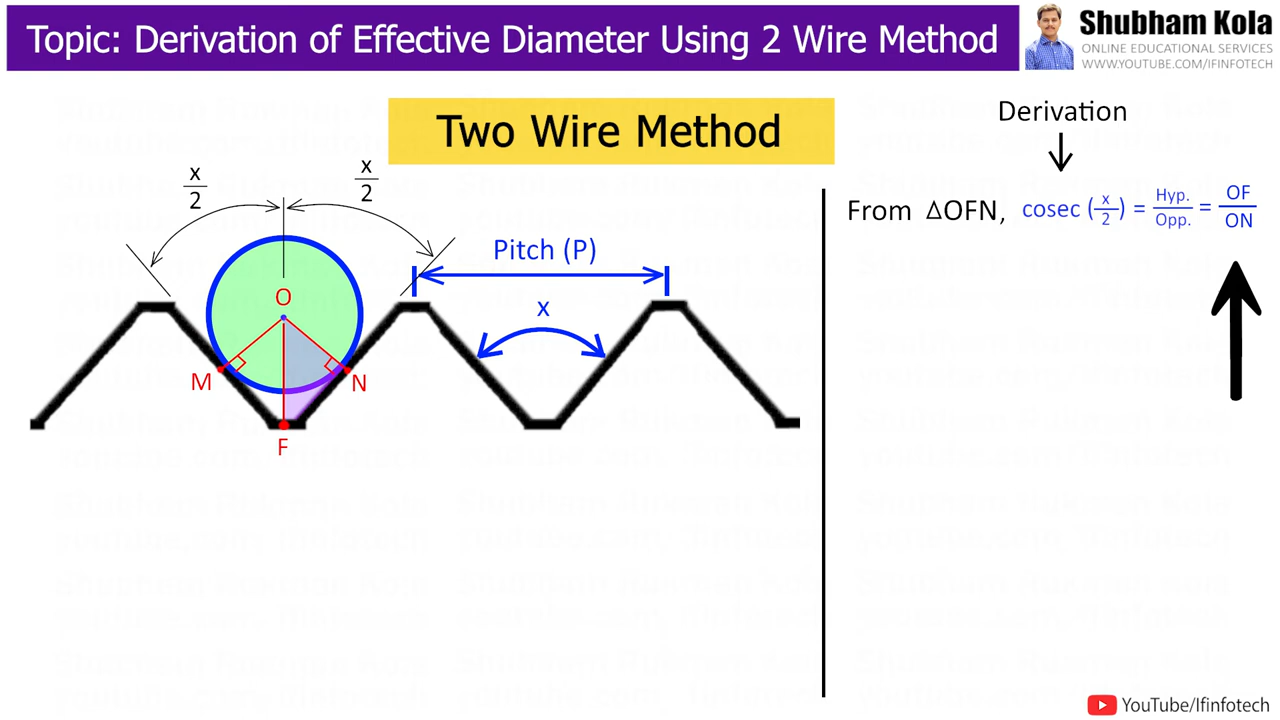 Topic: Derivation of Effective Diameter Using 2 Wire Method
Shubham Kola
ONLINE EDUCATIONAL SERVICES
WWW.YOUTUBE.COM/IFINFOTECH
Two Wire Method
x/2
x/2
Pitch (P)
x
O
M
N
F
Derivation
From ΔOFN, cosec (x/2) = Hyp./Opp. = OF/ON
YouTube/Ifinfotech